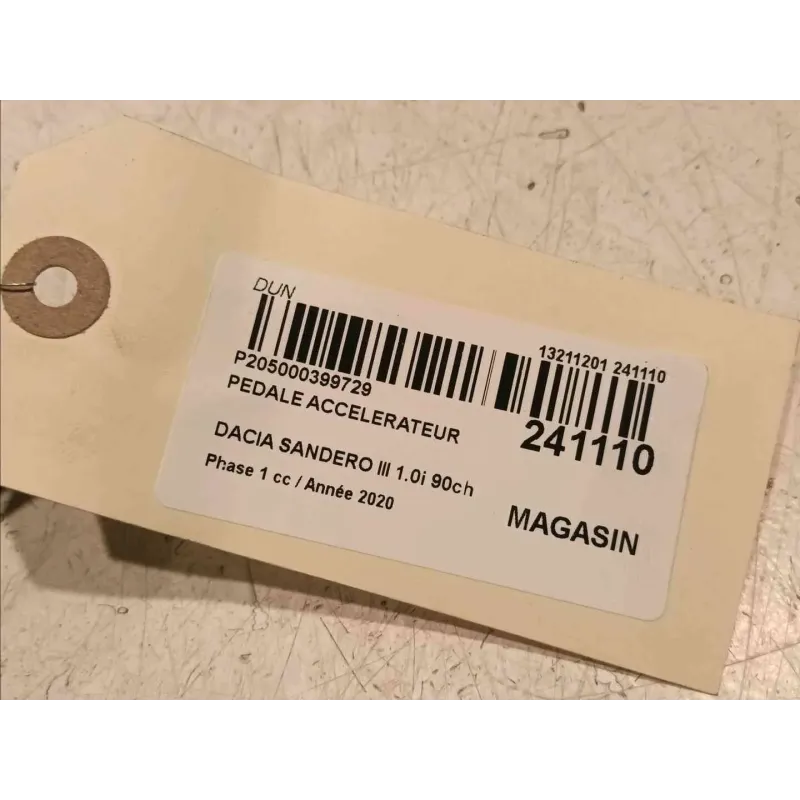 DUN
13211201 241110
P205000399729
PEDALE ACCELERATEUR
241110
DACIA SANDERO III 1.0i 90ch
Phase 1 cc / Année 2020
MAGASIN